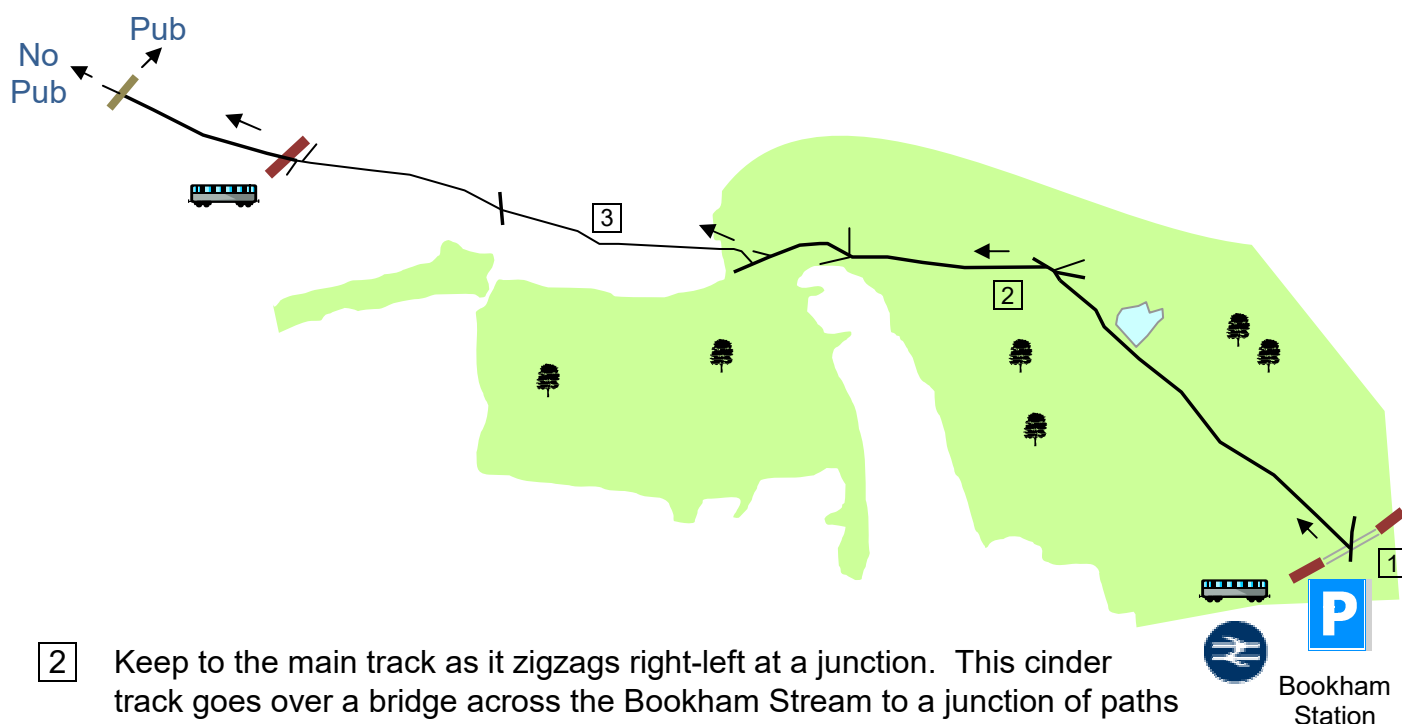 Pub
No
Pub
3
2
1
P
2 Keep to the main track as it zigzags right-left at a junction.  This cinder
track goes over a bridge across the Bookham Stream to a junction of paths
Bookham
Station